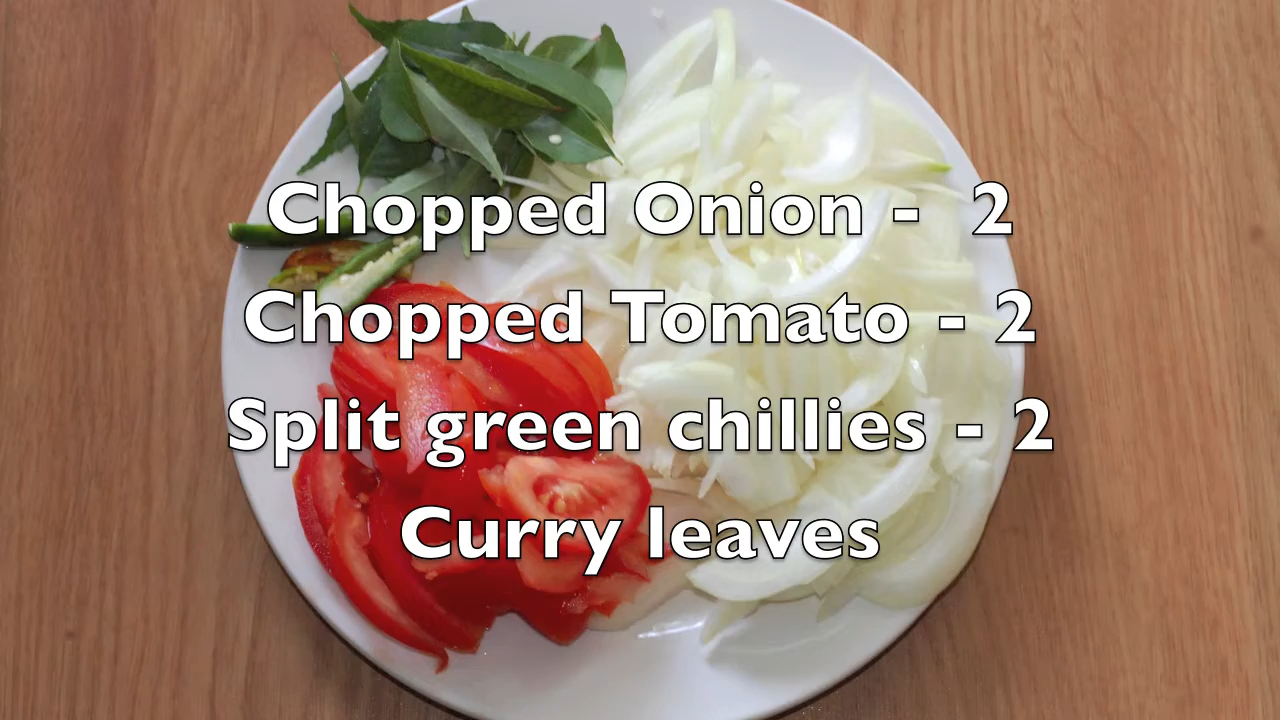 Chopped Onion - 2
Chopped Tomato - 2
Split green chillies - 2
Curry leaves